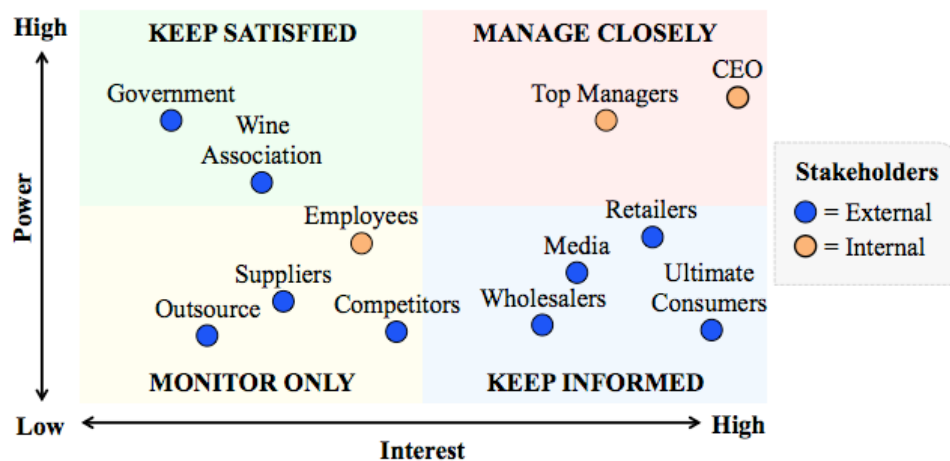 High
KEEP SATISFIED
MANAGE CLOSELY
CEO
Government
Top Managers
Wine
Association
Stakeholders
= External
= Internal
Power
Employees
Retailers
Media
Suppliers
Ultimate
Consumers
Outsource
Competitors
Wholesalers
MONITOR ONLY
KEEP INFORMED
Low
High
Interest